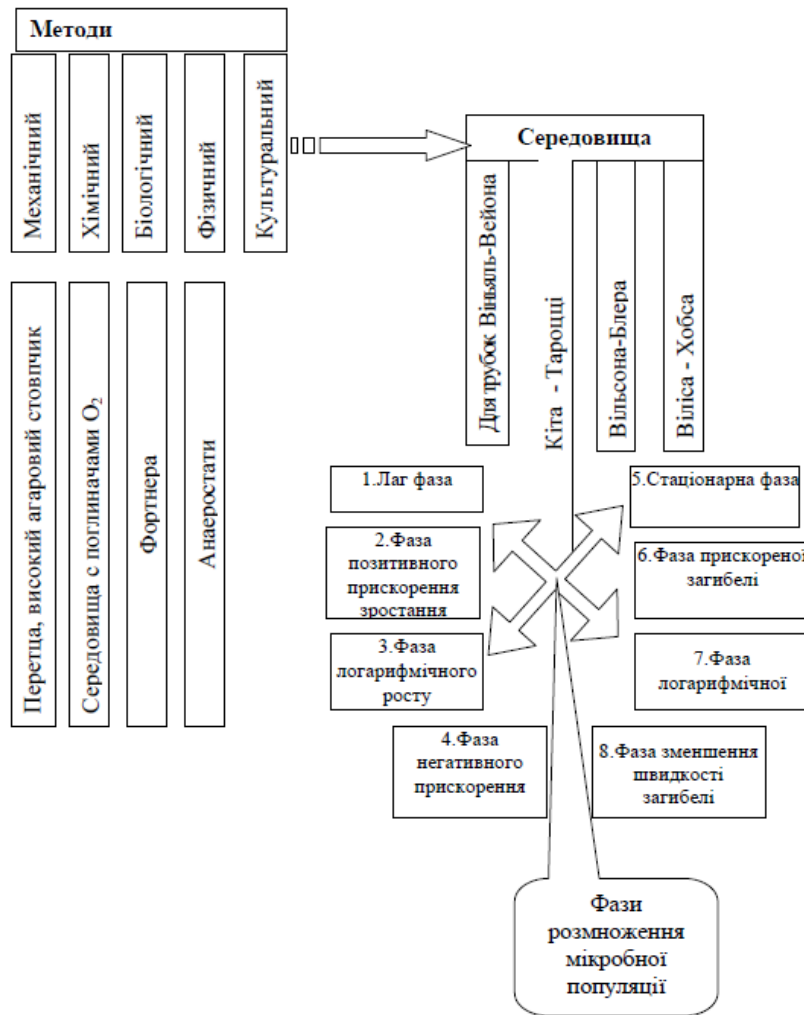 Методи
Механічний
Хімічний
Біологічний
Фізичний
Культуральний
Перетца, високий агаровий стовпчик
Середовища с поглиначами O₂
Фортнера
Анаеростати
Середовища
Для трубок Віньяль-Вейона
Кіта - Тароцці
Вільсона-Блера
Віліса - Хобса
1.Лаг фаза
2.Фаза
позитивного
прискорення
зростання
3.Фаза
логарифмічного
росту
4.Фаза
негативного
прискорення
5.Стаціонарна фаза
6.Фаза прискореної
загибелі
7.Фаза
логарифмічної
8.Фаза зменшення
швидкості
загибелі
Фази
розмноження
мікробної
популяції